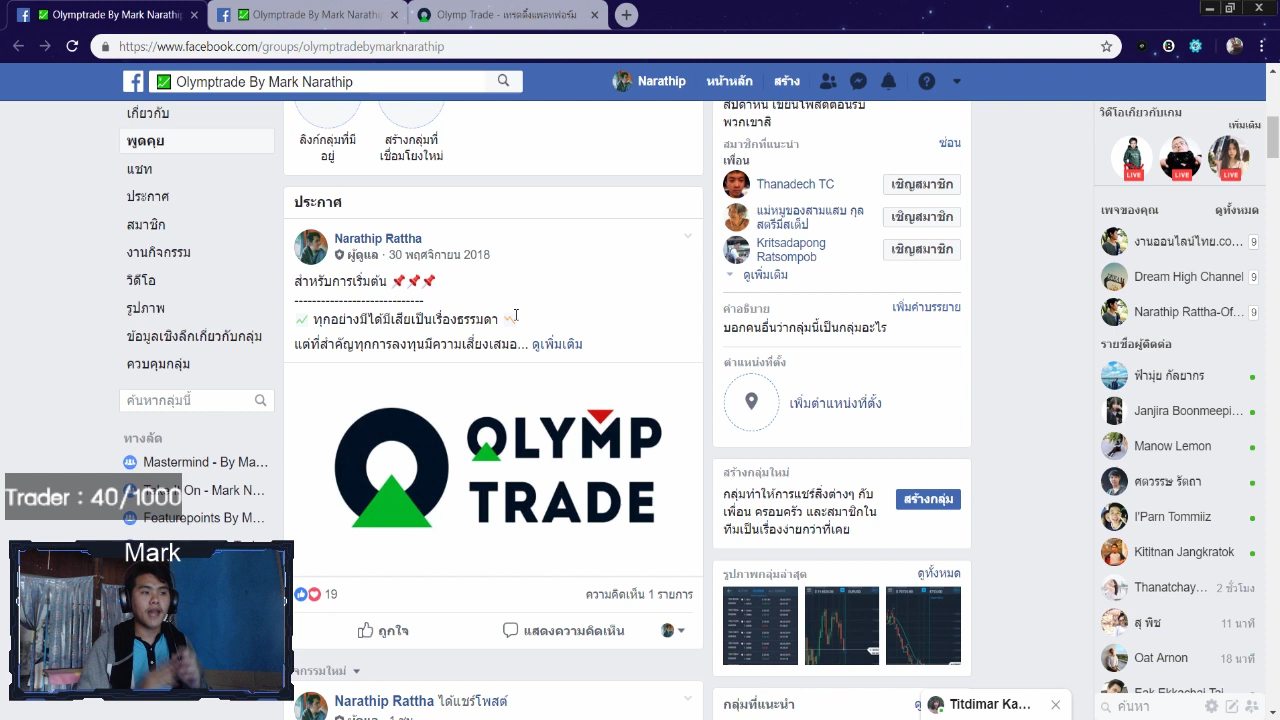 Olymptrade By Mark Narathip
Olymptrade By Mark Narathip
Olymp Trade - เทรดดิ้งแพลทฟอร์ม
https://www.facebook.com/groups/olymptradebymarknarathip
Olymptrade By Mark Narathip
Narathip
หน้าหลัก
สร้าง
เกี่ยวกับ
พูดคุย
แชท
ประกาศ
สมาชิก
งานกิจกรรม
วิดีโอ
รูปภาพ
ข้อมูลเชิงลึกเกี่ยวกับกลุ่ม
ควบคุมกลุ่ม
ค้นหากลุ่มนี้
ทางลัด
Mastermind - By Ma...
On - Mark N...
Featurepoints By M...
Trader : 40/1000
Mark
ลิงก์กลุ่มที่มี
อยู่
สร้างกลุ่มที่
เชื่อมโยงใหม่
ประกาศ
Narathip Rattha
ผู้ดูแล · 30 พฤศจิกายน 2018
สำหรับการเริ่มต้น 📌📌📌
-----------------------------
ทุกอย่างมีได้มีเสียเป็นเรื่องธรรมดา
แต่ที่สำคัญทุกการลงทุนมีความเสี่ยงเสมอ... ดูเพิ่มเติม
OLYMP
TRADE
19
ความคิดเห็น 1 รายการ
ถูกใจ
แสดงความคิดเห็น
Narathip Rattha ได้แชร์โพสต์
สัปดาห์นี้ เขียนโพสต์ต้อนรับ
พวกเขาสิ
สมาชิกที่แนะนำ
ซ่อน
เพื่อน
Thanadech TC
เชิญสมาชิก
แม่หมูของสามแสบ กุล
สตรีมีสเต็ป
เชิญสมาชิก
Kritsadapong
Ratsompob
เชิญสมาชิก
ดูเพิ่มเติม
คำอธิบาย
เพิ่มคำบรรยาย
บอกคนอื่นว่ากลุ่มนี้เป็นกลุ่มอะไร
ตำแหน่งที่ตั้ง
เพิ่มตำแหน่งที่ตั้ง
สร้างกลุ่มใหม่
กลุ่มทำให้การแชร์สิ่งต่างๆ กับ
เพื่อน ครอบครัว และสมาชิกใน
ทีมเป็นเรื่องง่ายกว่าที่เคย
สร้างกลุ่ม
รูปภาพกลุ่มล่าสุด
ดูทั้งหมด
กลุ่มที่แนะนำ
Titdimar Ka...
วิดีโอเกี่ยวกับเกม
เพิ่มเติม
LIVE
LIVE
LIVE
เพจของคุณ
ดูทั้งหมด
งานออนไลน์ไทย.co... 9
Dream High Channel 9
Narathip Rattha-Of... 9
รายชื่อผู้ติดต่อ
ฟ้ามุ่ย กัลยากร
Janjira Boonmeepi...
Manow Lemon
ศตวรรษ รัตถา
I'Parn Tommiiz
Kititnan Jangkratok
Thanatchay...
สุ พิช 11 นาที
18 นาที
ค้นหา